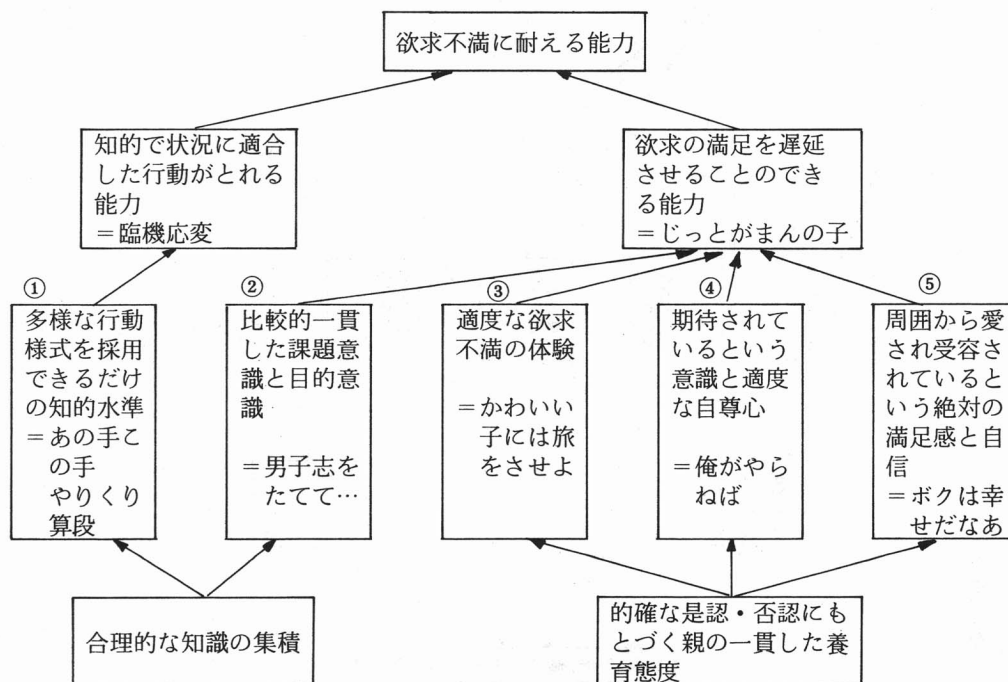 欲求不満に耐える能力
知的で状況に適合
した行動がとれる
能力
＝臨機応変
欲求の満足を遅延
させることのでき
る能力
＝じっとがまんの子
①
多様な行動
様式を採用
できるだけ
の知的水準
＝あの手こ
の手
やりくり
算段
②
比較的一貫
した課題意
識と目的意
識
＝男子志を
たてて…
③
適度な欲求
不満の体験
＝かわいい
子には旅
をさせよ
④
期待されて
いるという
意識と適度
な自尊心
＝俺がやら
ねば
⑤
周囲から愛
され受容さ
れているとい
う絶対の
満足感と自
信
＝ボクは幸
せだなあ
合理的な知識の集積
的確な是認・否認にも
とづく親の一貫した養
育態度